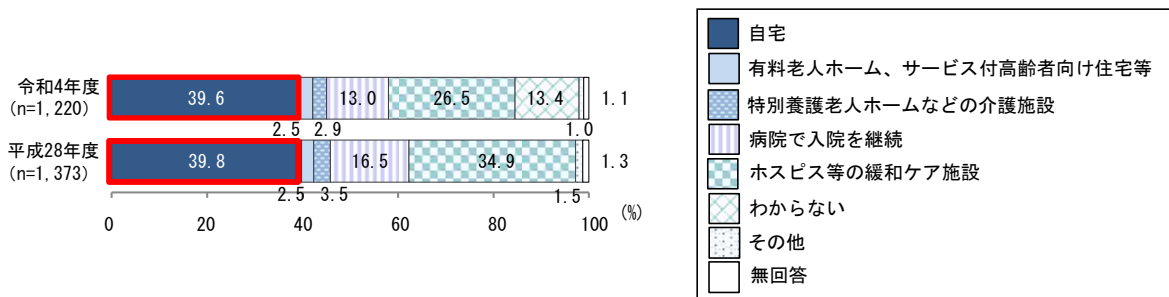 令和4年度
(n=1,220)
39.6
13.0
26.5
13.4
1.1
2.5 2.9
1.0
平成28年度
(n=1,373)
39.8
16.5
34.9
1.3
2.5 3.5
1.5
0 20 40 60 80 100
(%)
自宅
有料老人ホーム、サービス付高齢者向け住宅等
特別養護老人ホームなどの介護施設
病院で入院を継続
ホスピス等の緩和ケア施設
わからない
その他
無回答